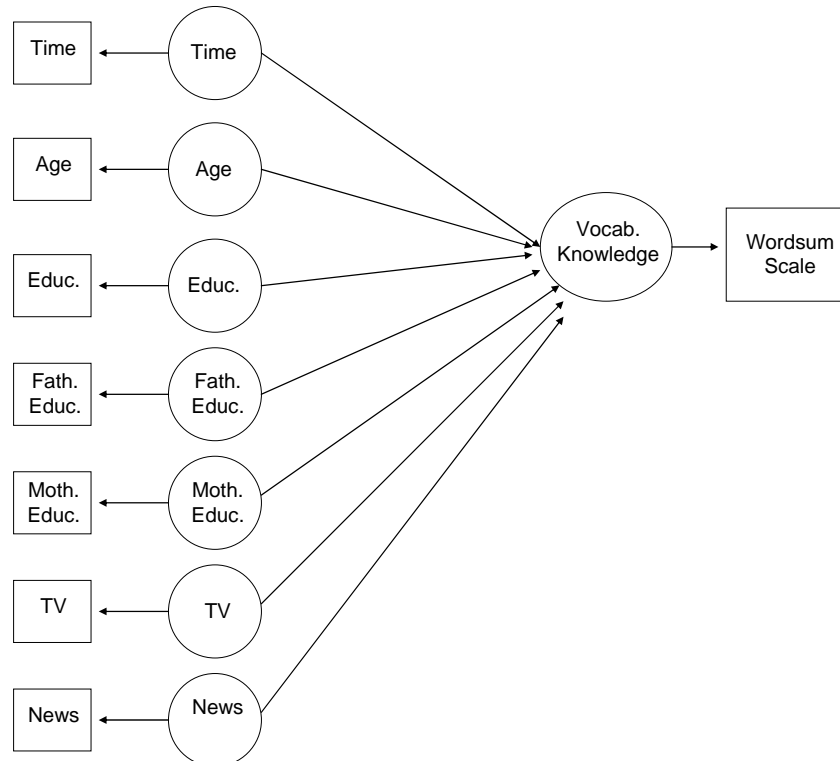 Time
Time
Age
Age
Vocab.
Knowledge
Wordsum
Scale
Educ.
Educ.
Fath.
Educ.
Fath.
Educ.
Moth.
Educ.
Moth.
Educ.
TV
TV
News
News